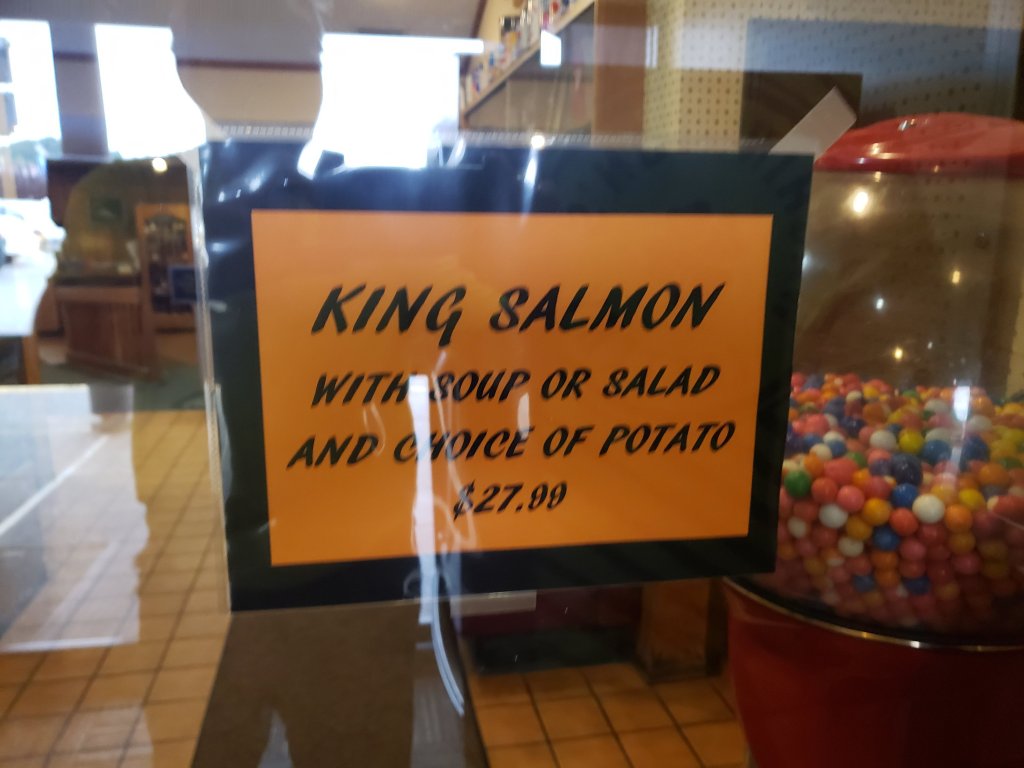 KING SALMON
WITH SOUP OR SALAD
AND CHOICE OF POTATO
$27.99